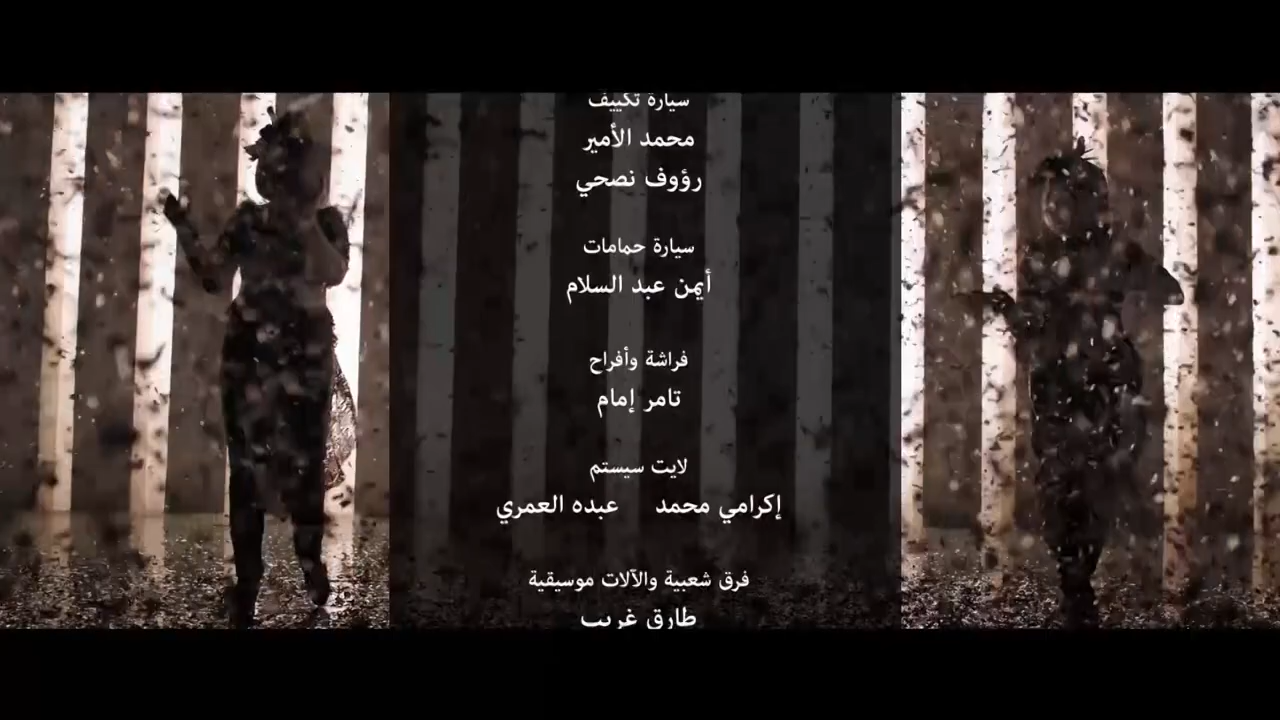 سيارة تكييف
محمد الأمير
رؤوف نصحي
سيارة حمامات
أيمن عبد السلام
فراشة وأفراح
تامر إمام
لايت سيستم
إكرامي محمد عبده العمري
فرق شعبية والآلات موسيقية
طارق غريب